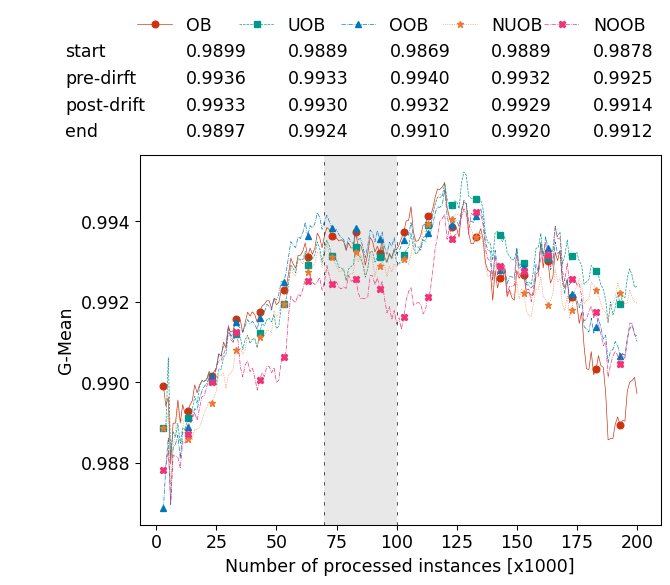 OB UOB OOB NUOB NOOB
start 0.9899 0.9889 0.9869 0.9889 0.9878
pre-dirft 0.9936 0.9933 0.9940 0.9932 0.9925
post-drift 0.9933 0.9930 0.9932 0.9929 0.9914
end 0.9897 0.9924 0.9910 0.9920 0.9912
0.994
0.992
0.990
0.988
G-Mean
0 25 50 75 100 125 150 175 200
Number of processed instances [x1000]